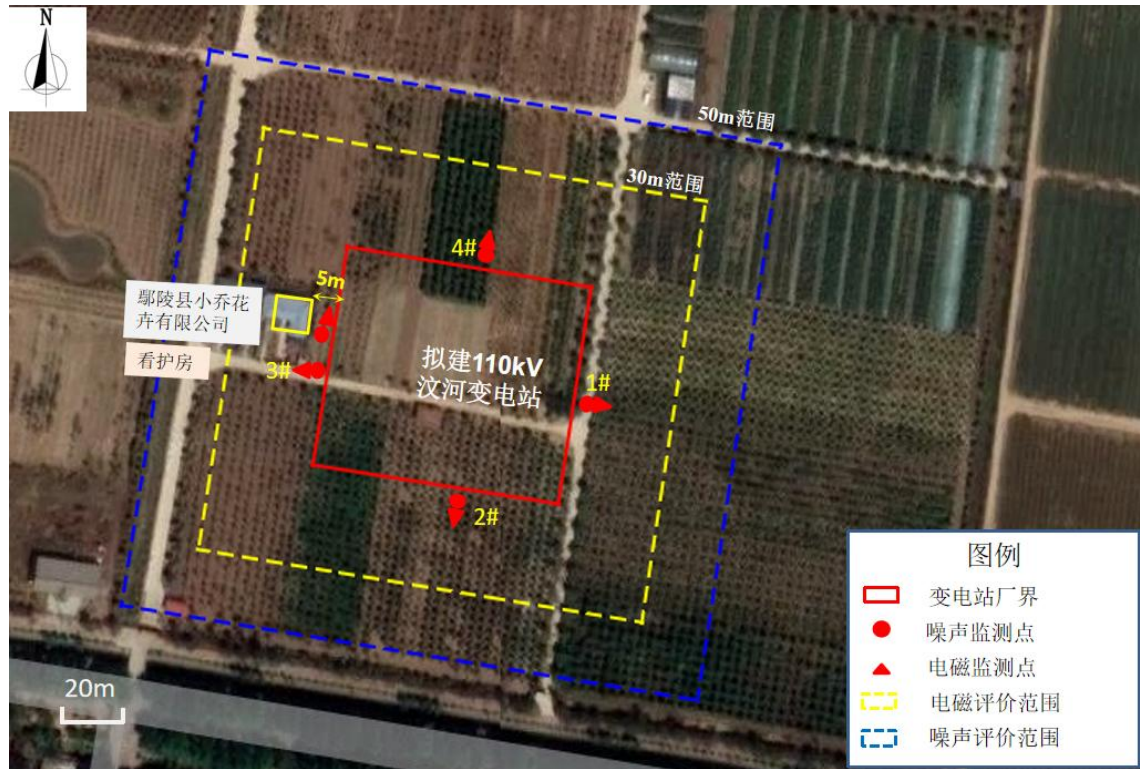 N
50m范围
30m范围
4#
5m
鄢陵县小乔花
卉有限公司
看护房
3#
拟建110kV
汶河变电站
1#
2#
20m
图例
变电站厂界
噪声监测点
电磁监测点
电磁评价范围
噪声评价范围